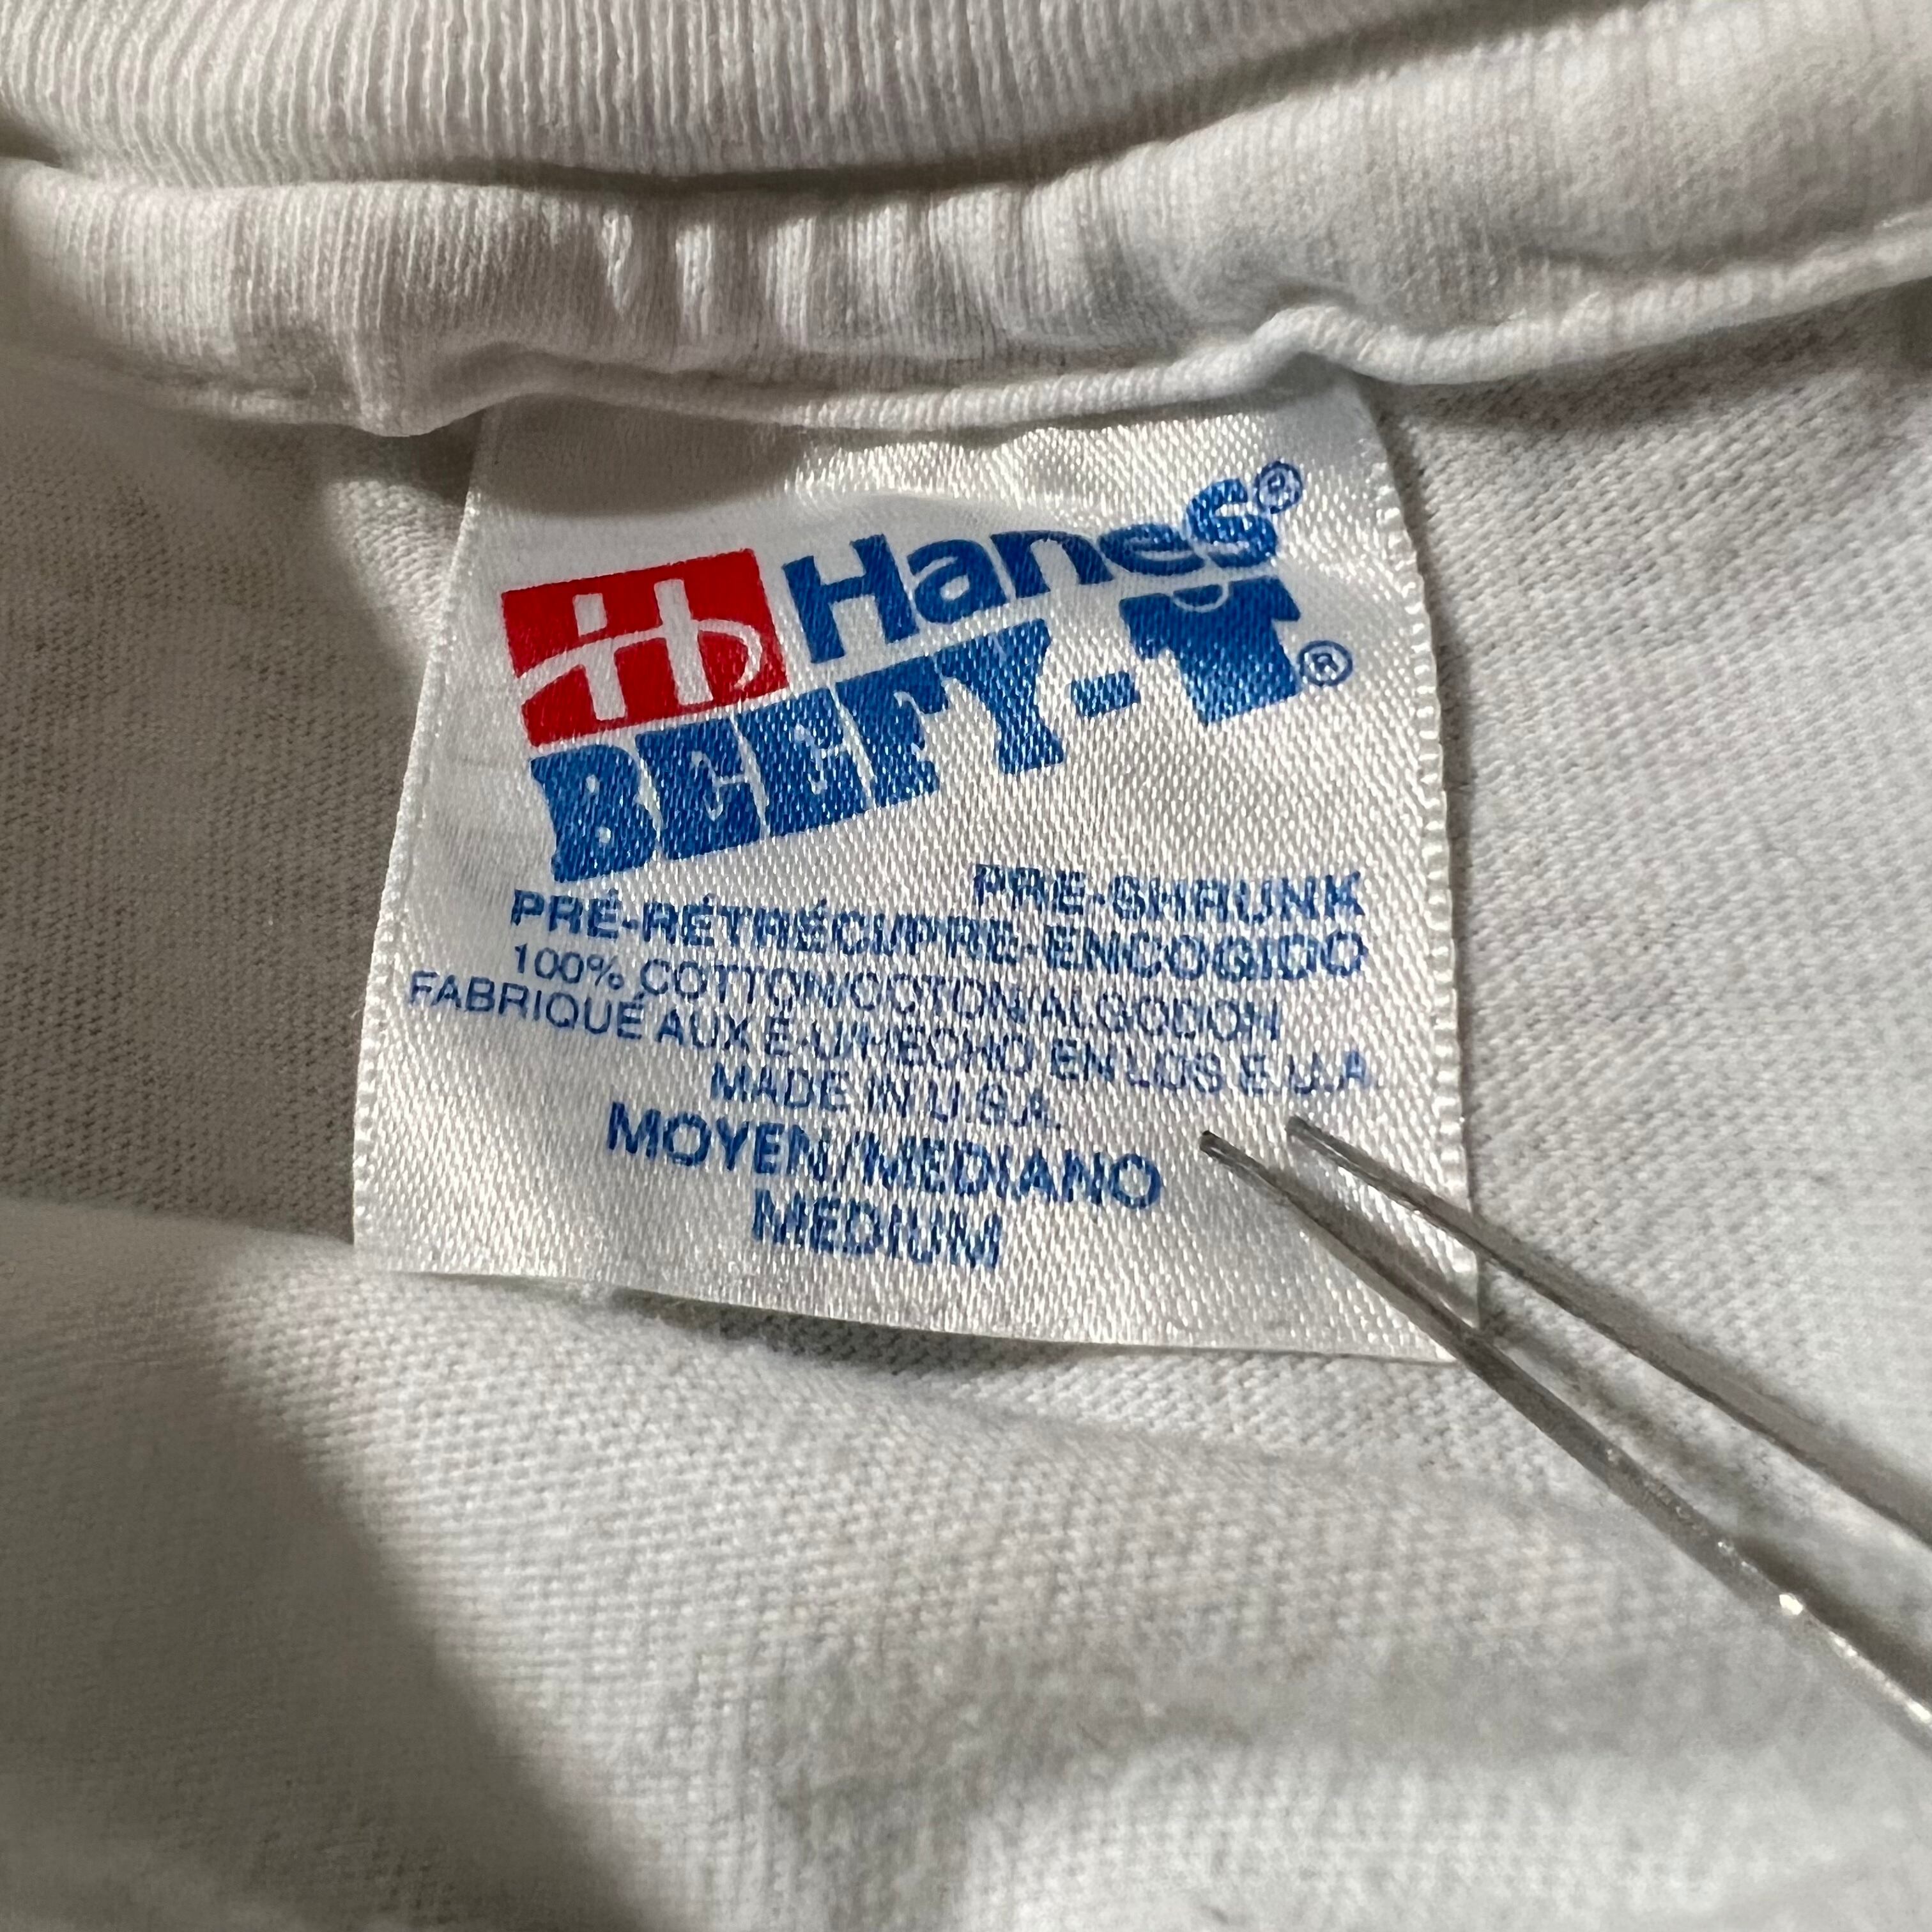 Hanes®
BEEFY-T®
PRE-SHRUNK
PRÉ-RÉTRÉCI/PRE-ENCOGIDO
100% COTTON/COTON/ALGODON
FABRIQUÉ AUX É-U/HECHO EN LOS E.U.A.
MADE IN U.S.A.
MOYEN/MEDIANO
MEDIUM